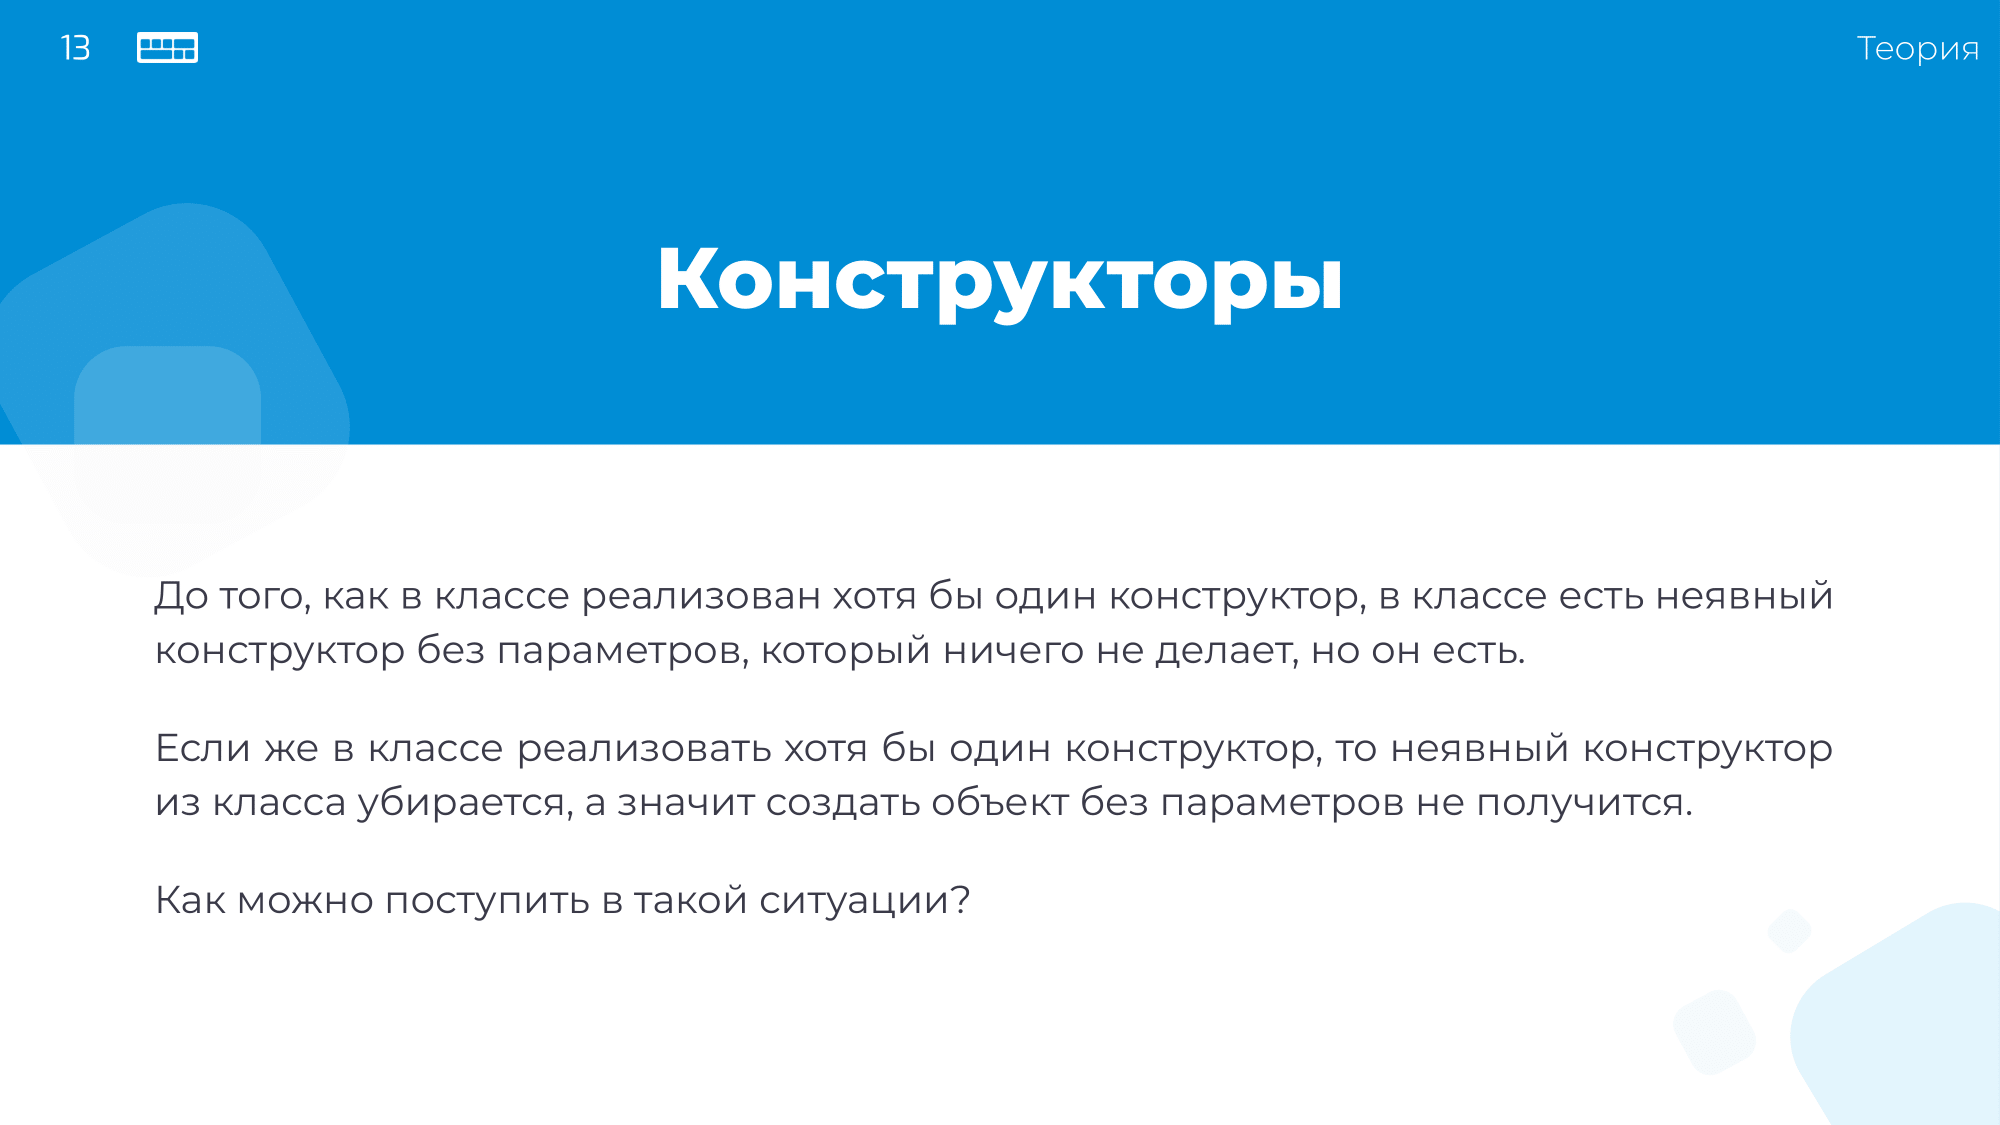 13
Теория
Конструкторы
До того, как в классе реализован хотя бы один конструктор, в классе есть неявный
конструктор без параметров, который ничего не делает, но он есть.
Если же в классе реализовать хотя бы один конструктор, то неявный конструктор
из класса убирается, а значит создать объект без параметров не получится.
Как можно поступить в такой ситуации?